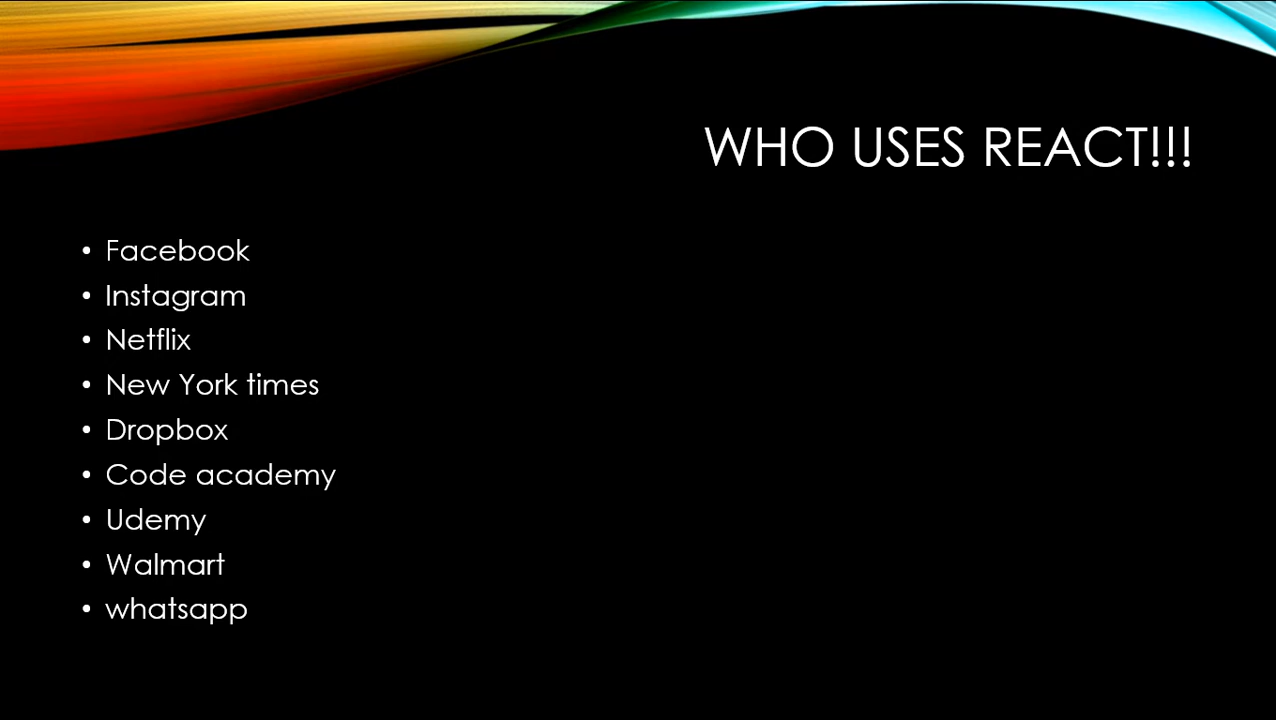 WHO USES REACT!!!
• Facebook
• Instagram
• Netflix
• New York times
• Dropbox
• Code academy
• Udemy
• Walmart
• whatsapp